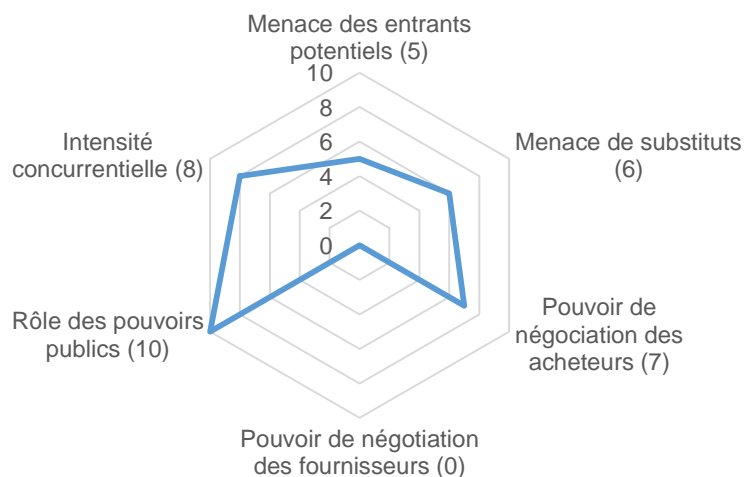 Menace des entrants
potentiels (5)
10
8
6
4
2
0
Menace de substituts
(6)
Pouvoir de
négociation des
acheteurs (7)
Pouvoir de négotiation
des fournisseurs (0)
Rôle des pouvoirs
publics (10)
Intensité
concurrentielle (8)